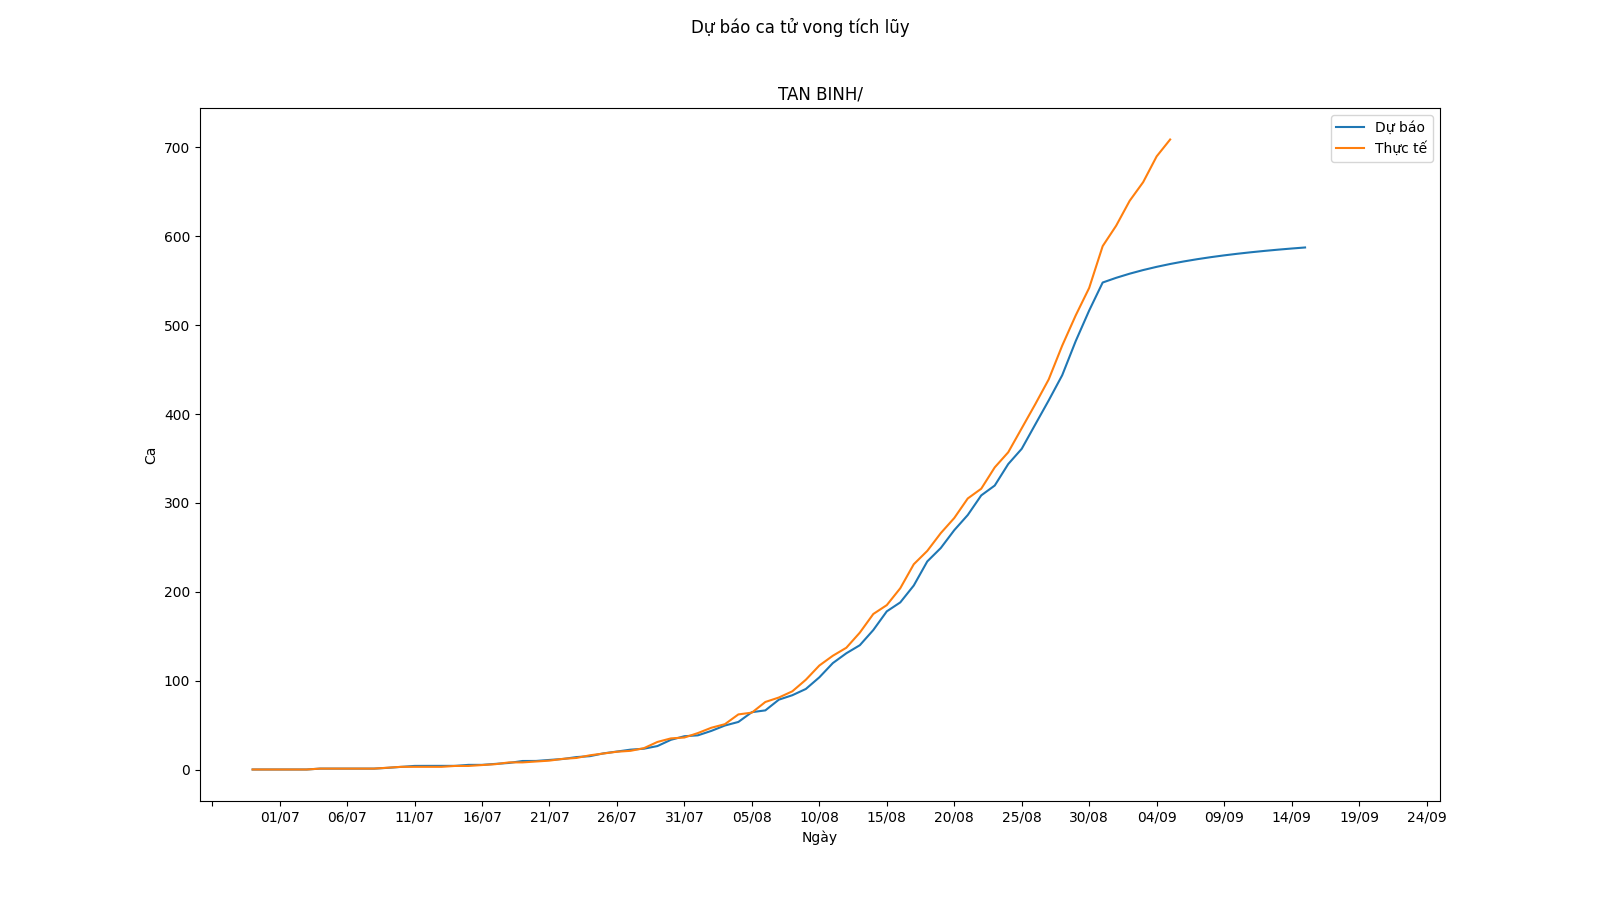 Dự báo ca tử vong tích lũy
TAN BINH/
Dự báo
Thực tế
700
600
500
400
300
200
100
0
Ca
01/07 06/07 11/07 16/07 21/07 26/07 31/07 05/08 10/08 15/08 20/08 25/08 30/08 04/09 09/09 14/09 19/09 24/09
Ngày